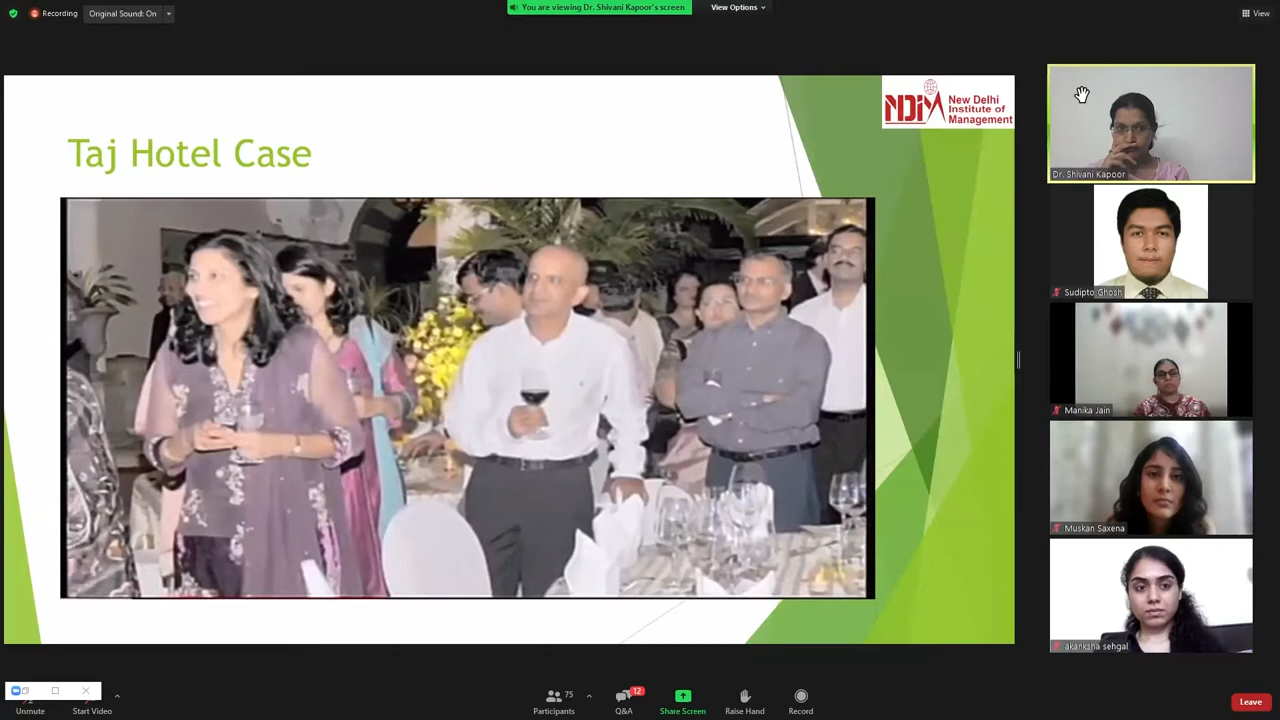 Recording
Original Sound: On
You are viewing Dr. Shivani Kapoor's screen
View Options
View
NDIM
New Delhi
Institute of
Management
Taj Hotel Case
Dr. Shivani Kapoor
Sudipto Ghosh
Manika Jain
Muskan Saxena
akanksha sehgal
Unmute
Start Video
75
Participants
12
Q&A
Share Screen
Raise Hand
Record
Leave